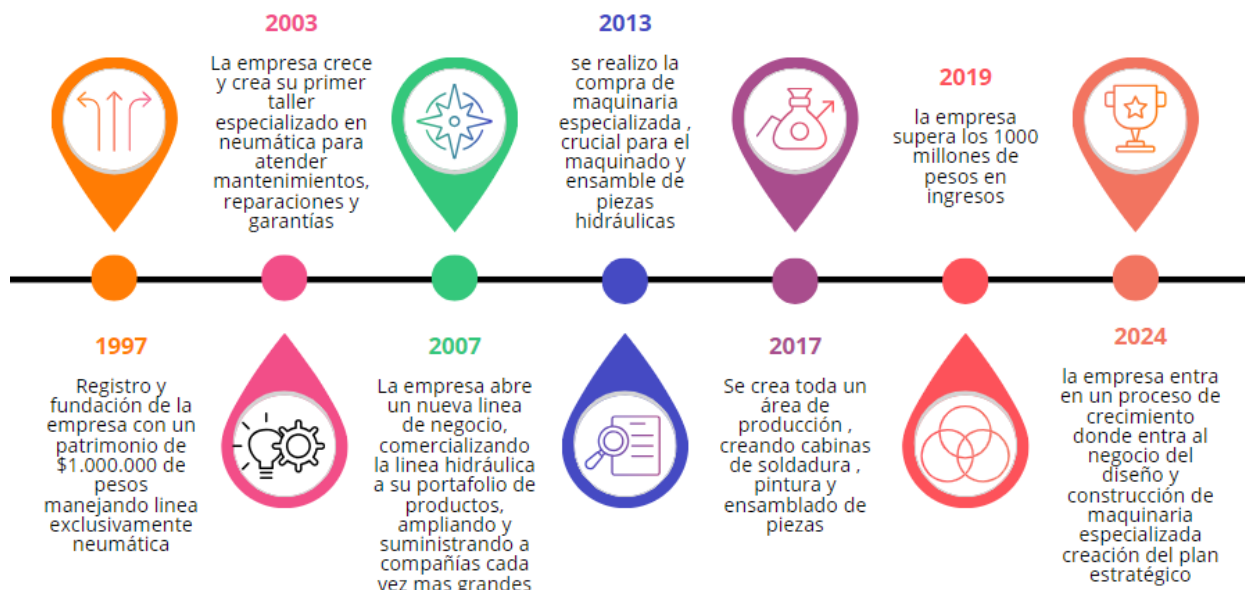 2003
La empresa crece
y crea su primer
taller
especializado en
neumática para
atender
mantenimientos,
reparaciones y
garantías
2013
se realizo la
compra de
maquinaria
especializada ,
crucial para el
maquinado y
ensamble de
piezas
hidráulicas
2019
la empresa
supera los 1000
millones de
pesos en
ingresos
1997
Registro y
fundación de la
empresa con un
patrimonio de
$1.000.000 de
pesos
manejando linea
exclusivamente
neumática
2007
La empresa abre
un nueva linea
de negocio,
comercializando
la linea hidráulica
a su portafolio de
productos,
ampliando y
suministrando a
compañías cada
vez mas grandes
2017
Se crea toda un
área de
producción ,
creando cabinas
de soldadura ,
pintura y
ensamblado de
piezas
2024
la empresa entra
en un proceso de
crecimiento
donde entra al
negocio del
diseño y
construcción de
maquinaria
especializada
creación del plan
estratégico